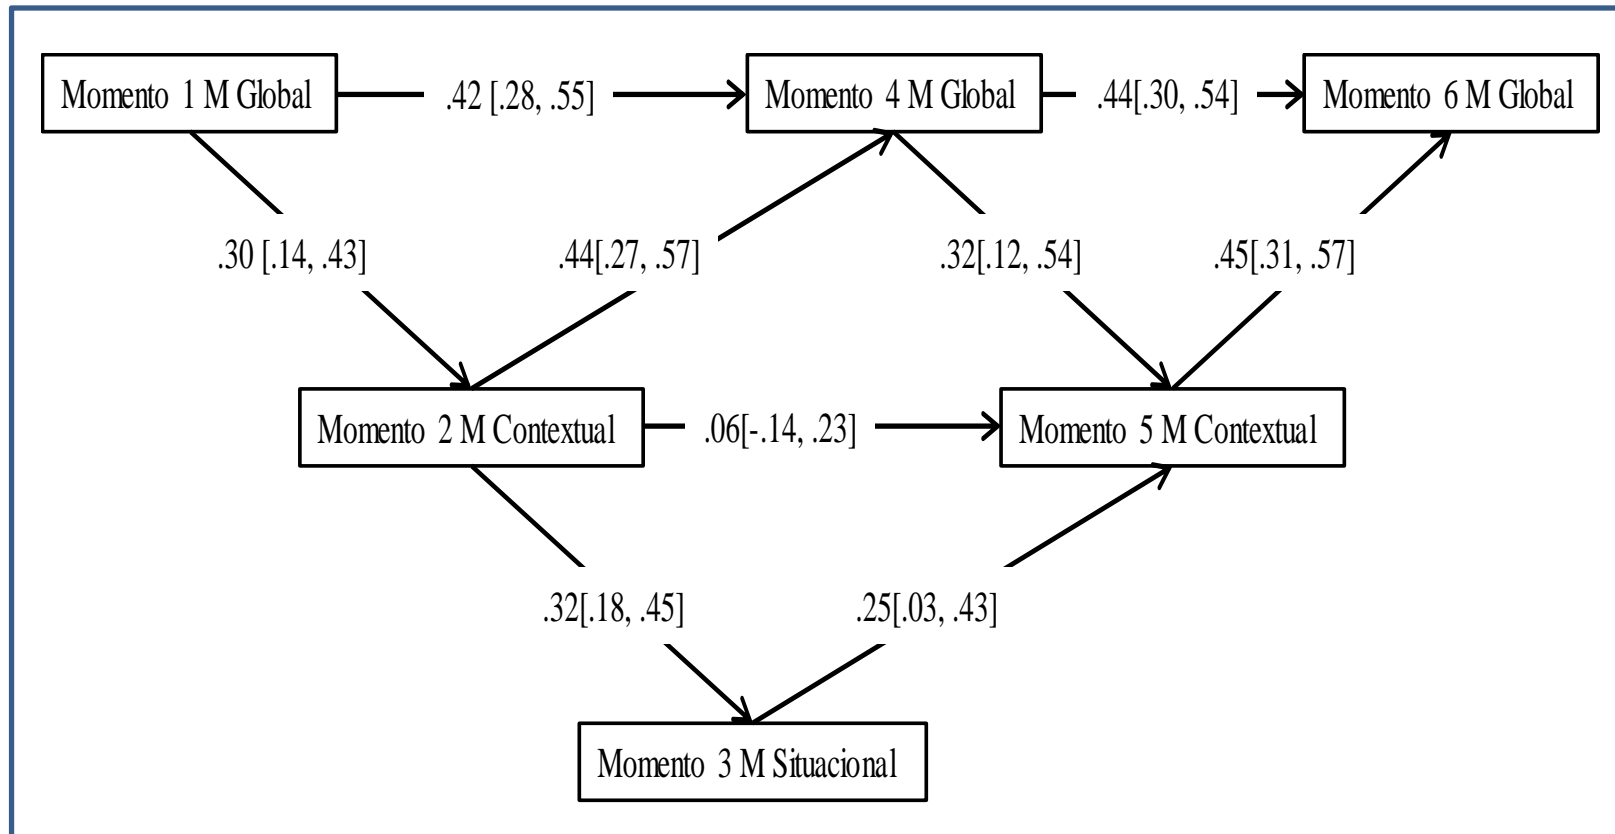 Momento 1 M Global
.42 [.28, .55]
Momento 4 M Global
.44[.30, .54]
Momento 6 M Global
.30 [.14, .43]
.44[.27, .57]
.32[.12, .54]
.45[.31, .57]
Momento 2 M Contextual
.06[-.14, .23]
Momento 5 M Contextual
.32[.18, .45]
.25[.03, .43]
Momento 3 M Situacional